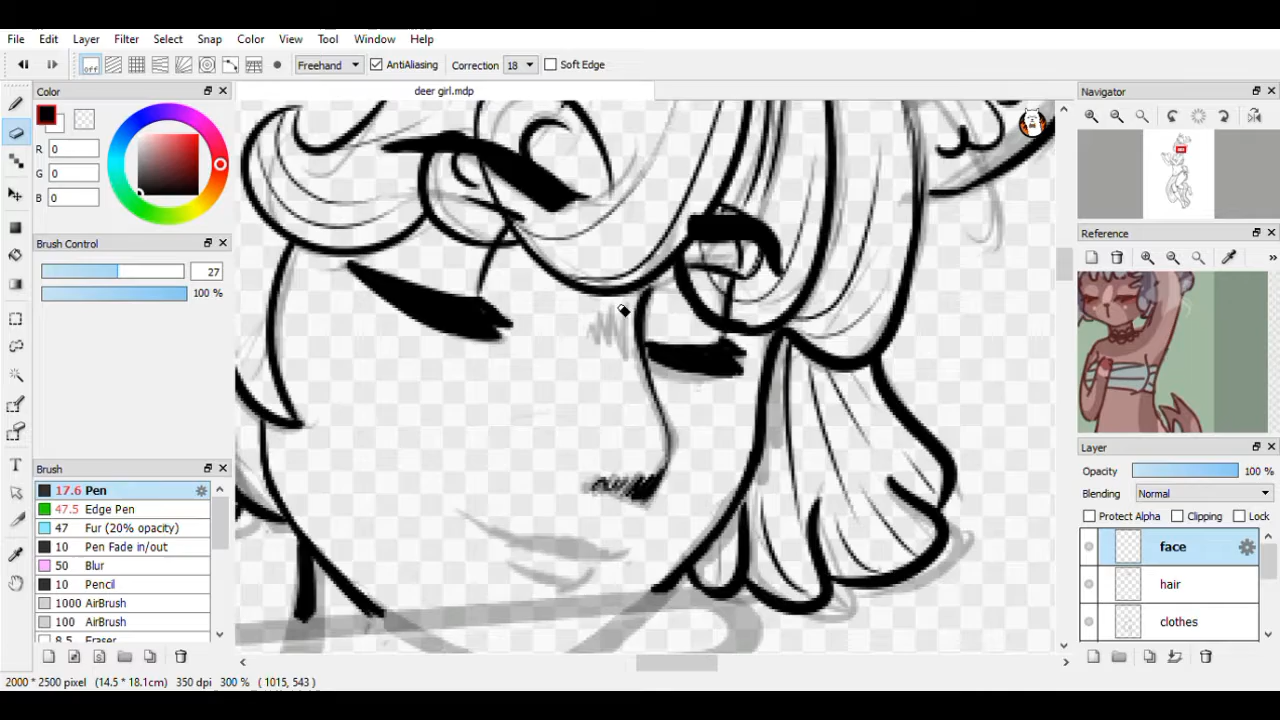 File Edit Layer Filter Select Snap Color View Tool Window Help
off Freehand AntiAliasing Correction 18 Soft Edge
Color
deer girl.mdp
Navigator
R 0
G 0
B 0
Brush Control
27
100 %
Reference
Layer
Opacity 100 %
Blending Normal
Protect Alpha Clipping Lock
face
hair
clothes
Brush
17.6 Pen
47.5 Edge Pen
47 Fur (20% opacity)
10 Pen Fade in/out
50 Blur
10 Pencil
1000 AirBrush
100 AirBrush
8.5 Eraser
T
2000 * 2500 pixel (14.5 * 18.1cm) 350 dpi 300 % ( 1015, 543 )